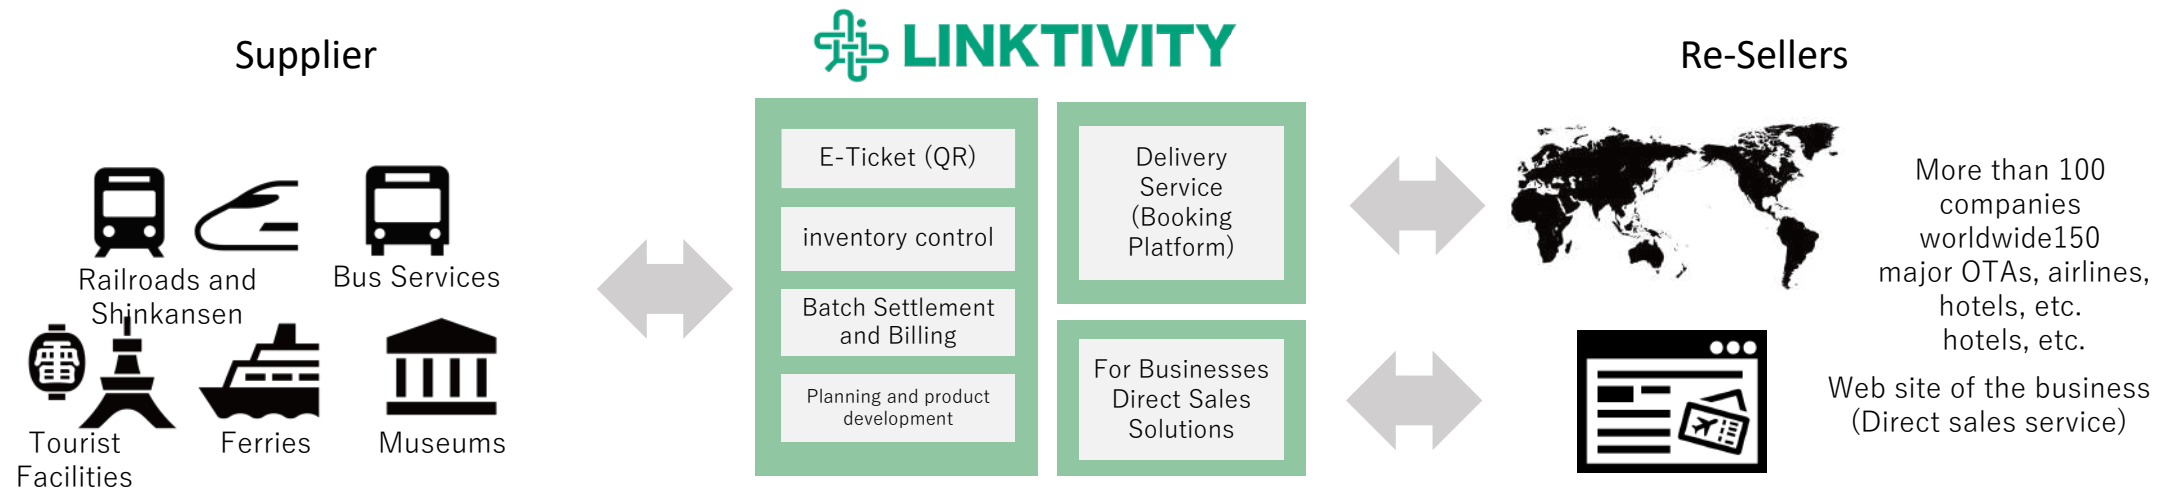 Supplier
LINKTIVITY
Re-Sellers
Railroads and
Shinkansen
Bus Services
Tourist
Facilities
Ferries
Museums
E-Ticket (QR)
inventory control
Batch Settlement
and Billing
Planning and product
development
Delivery
Service
(Booking
Platform)
For Businesses
Direct Sales
Solutions
More than 100
companies
worldwide150
major OTAs, airlines,
hotels, etc.
hotels, etc.
Web site of the business
(Direct sales service)